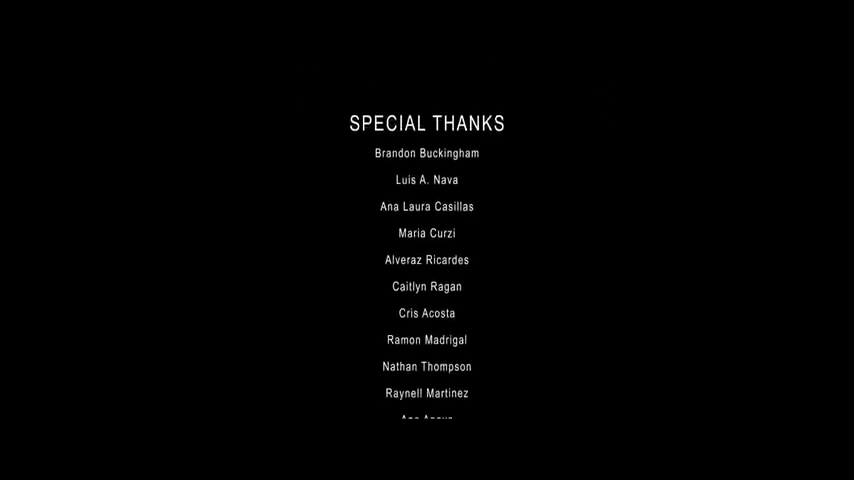 SPECIAL THANKS
Brandon Buckingham
Luis A. Nava
Ana Laura Casillas
Maria Curzi
Alveraz Ricardes
Caitlyn Ragan
Cris Acosta
Ramon Madrigal
Nathan Thompson
Raynell Martinez